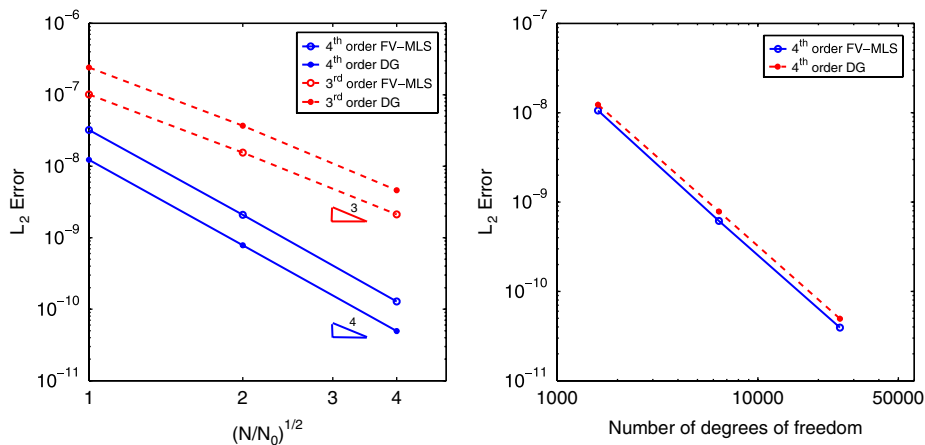 10⁻⁶
10⁻⁷
10⁻⁸
10⁻⁹
10⁻¹⁰
10⁻¹¹
L₂ Error
4ᵗʰ order FV−MLS
4ᵗʰ order DG
3ʳᵈ order FV−MLS
3ʳᵈ order DG
3
4
1
2
3
4
(N/N₀)¹ᐟ²
10⁻⁷
10⁻⁸
10⁻⁹
10⁻¹⁰
10⁻¹¹
L₂ Error
4ᵗʰ order FV−MLS
4ᵗʰ order DG
1000
10000
50000
Number of degrees of freedom